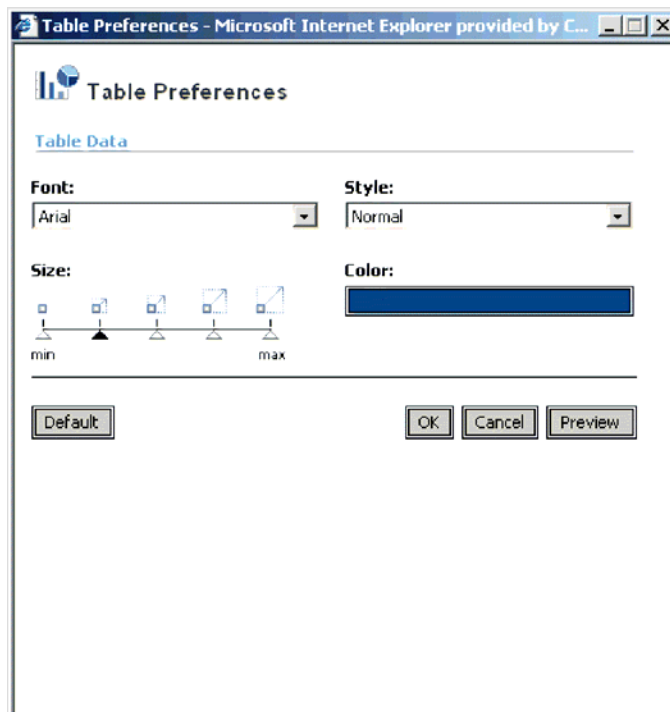 Table Preferences - Microsoft Internet Explorer provided by C...
Table Preferences
Table Data
Font: Style:
Arial Normal
Size: Color:
min max
Default OK Cancel Preview